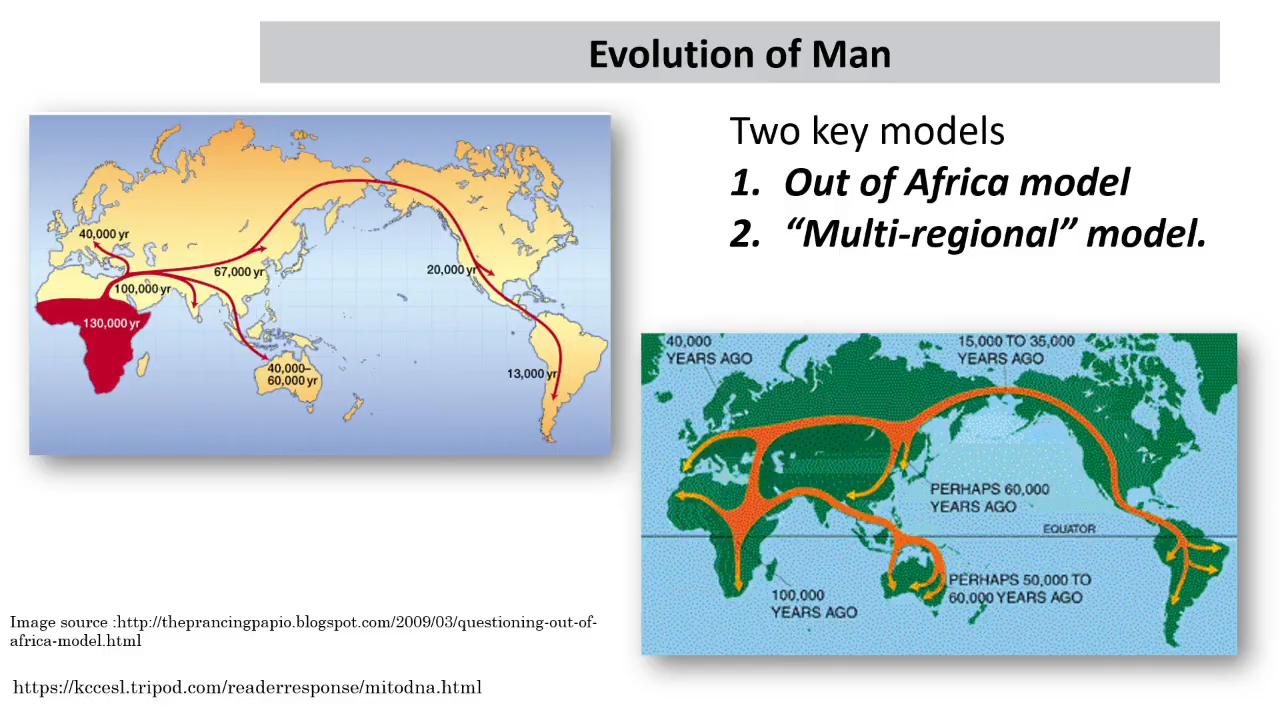 Evolution of Man
Two key models
1. Out of Africa model
2. “Multi-regional” model.
40,000 yr
67,000 yr
20,000 yr
100,000 yr
130,000 yr
40,000–
60,000 yr
13,000 yr
40,000
YEARS AGO
15,000 TO 35,000
YEARS AGO
PERHAPS 60,000
YEARS AGO
EQUATOR
PERHAPS 50,000 TO
60,000 YEARS AGO
100,000
YEARS AGO
Image source :http://theprancingpapio.blogspot.com/2009/03/questioning-out-of-
africa-model.html
https://kccesl.tripod.com/readerresponse/mitodna.html